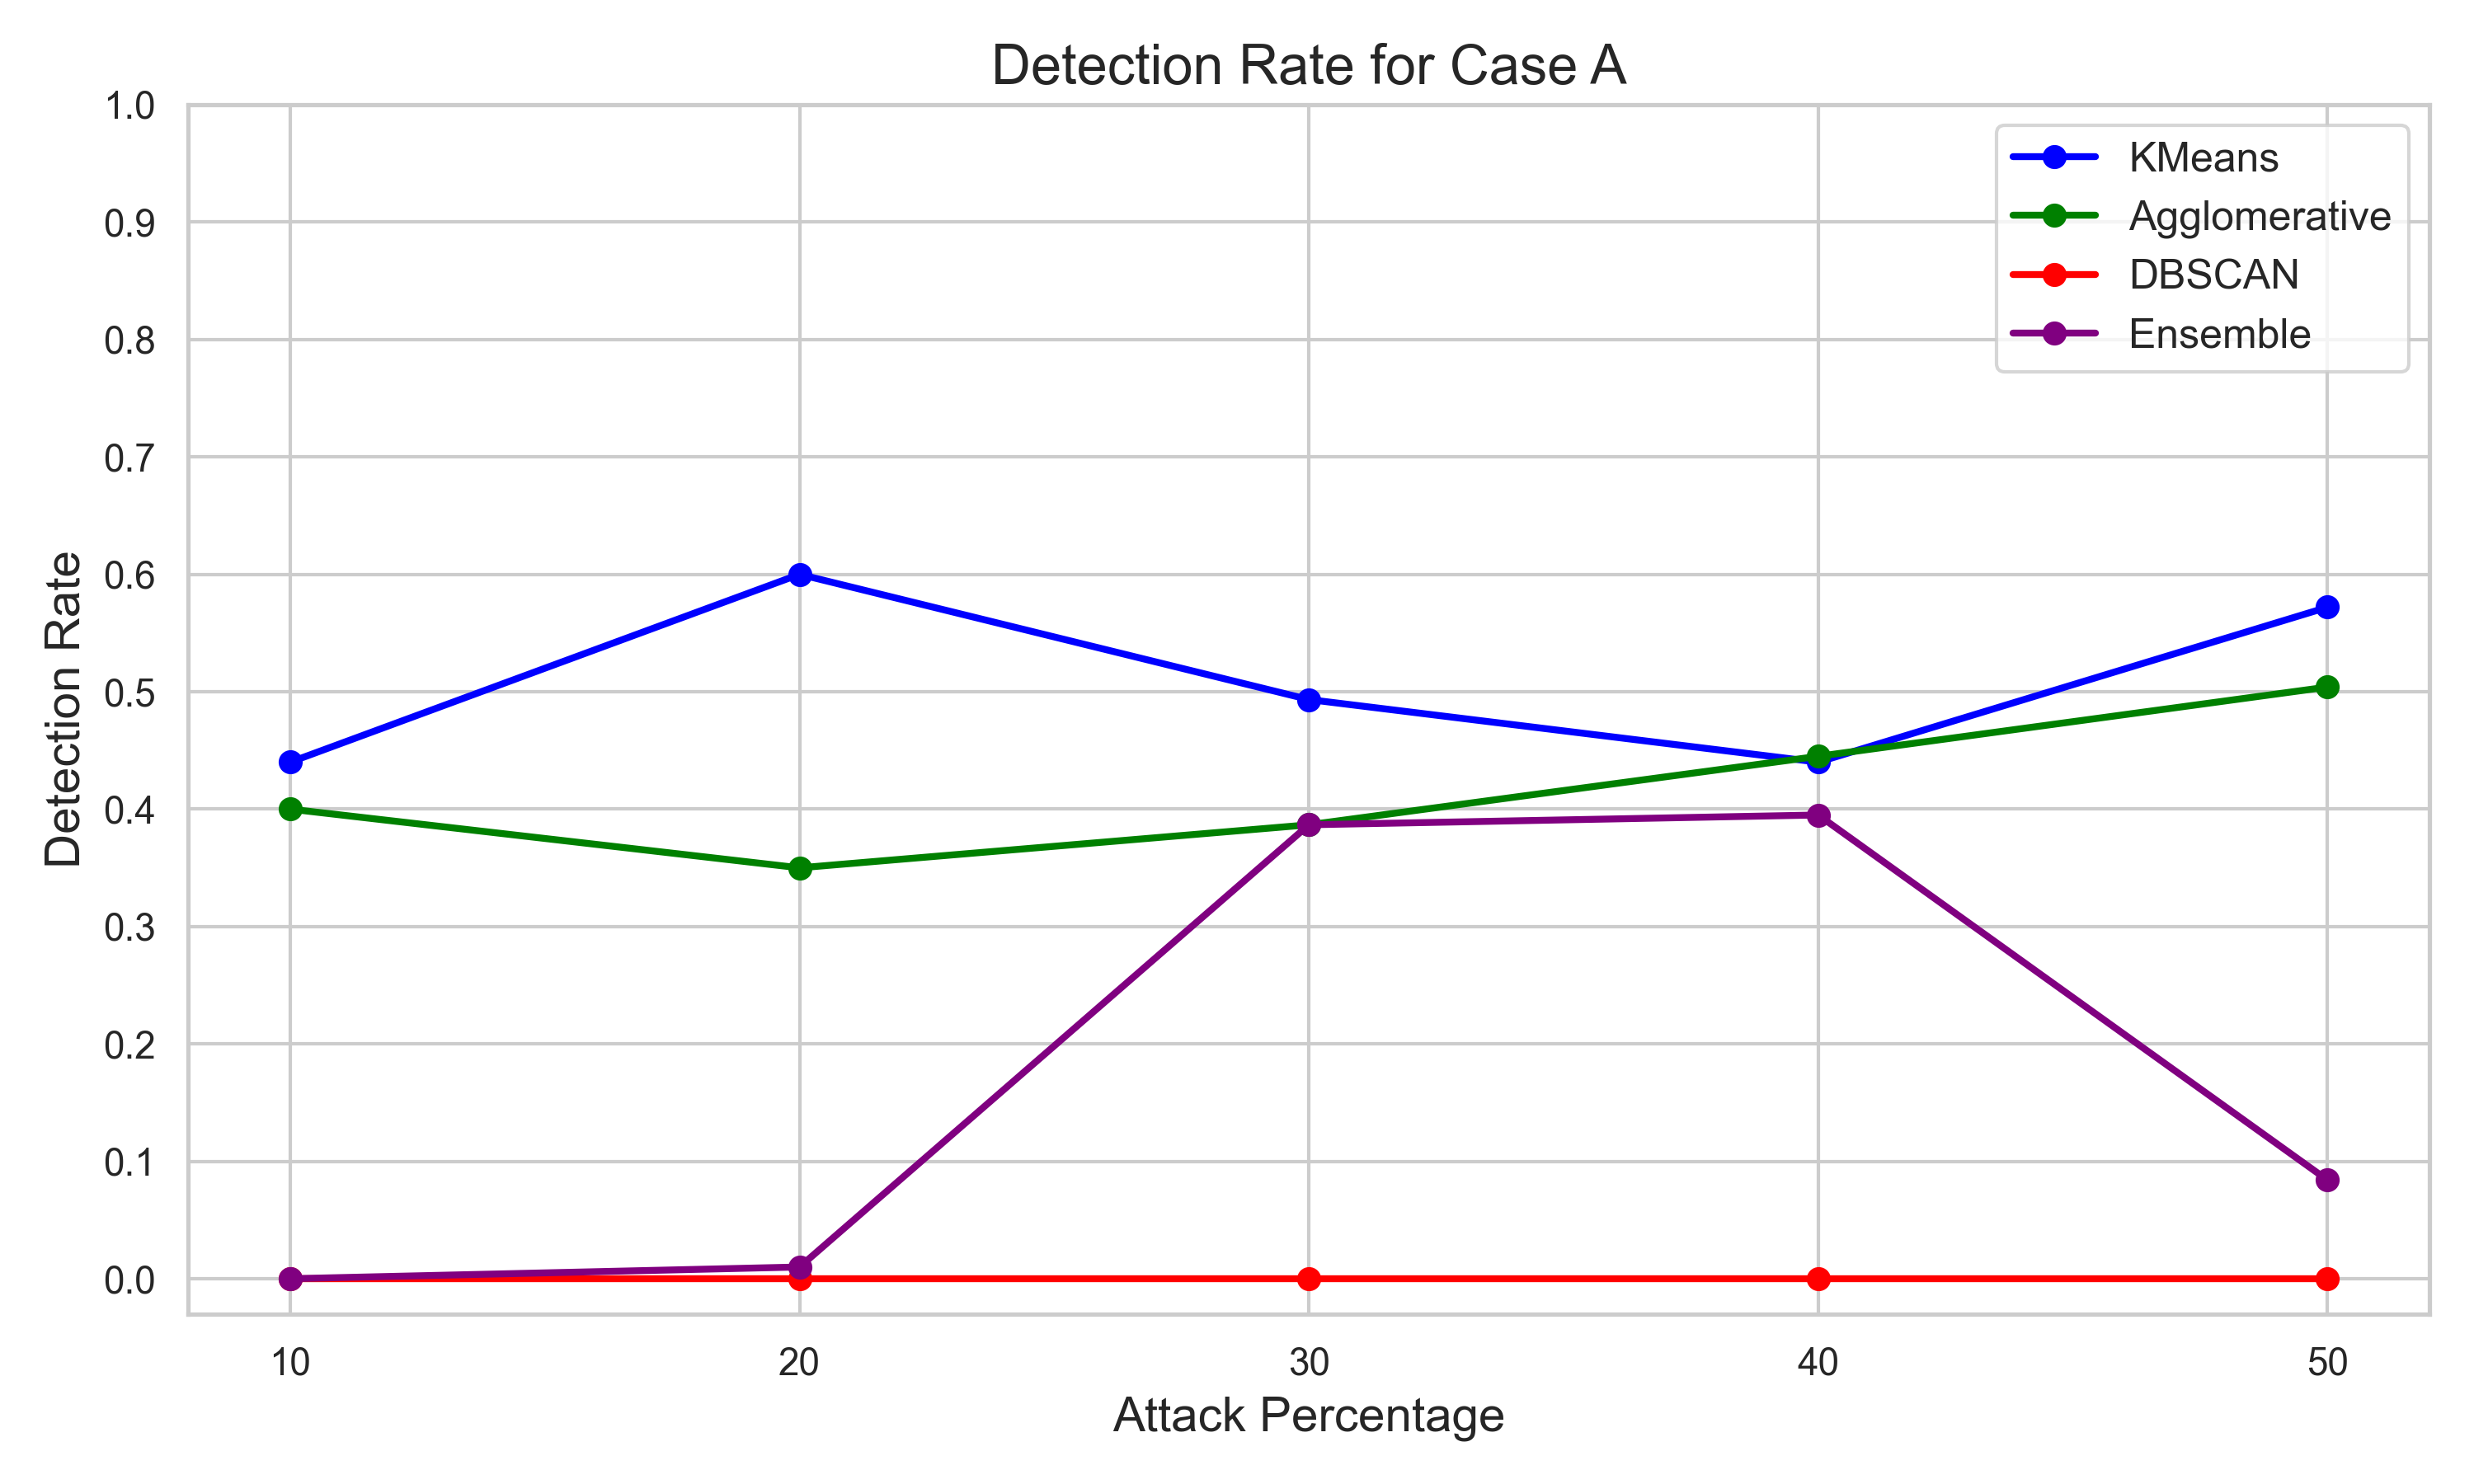 Detection Rate for Case A
1.0
0.9
0.8
0.7
0.6
0.5
0.4
0.3
0.2
0.1
0.0
Detection Rate
KMeans
Agglomerative
DBSCAN
Ensemble
10 20 30 40 50
Attack Percentage